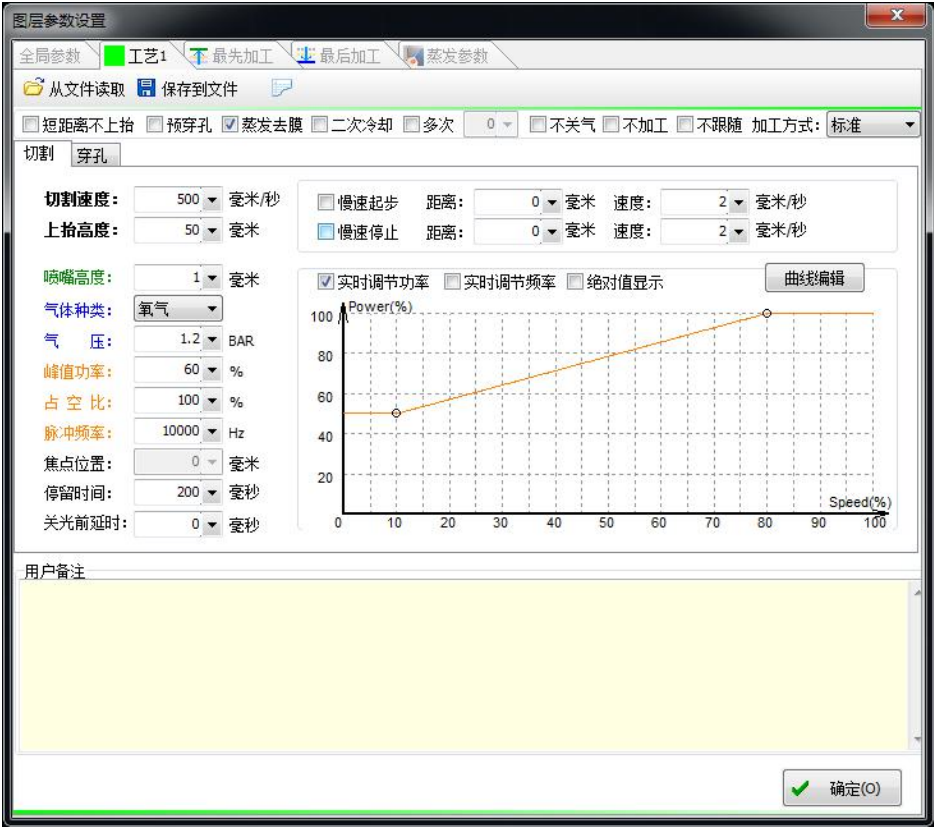 图层参数设置
全局参数 工艺1 最先加工 最后加工 蒸发参数
从文件读取 保存到文件
短距离不上抬 预穿孔 蒸发去膜 二次冷却 多次 0 不关气 不加工 不跟随 加工方式: 标准
切割 穿孔
切割速度: 500 毫米/秒 慢速起步 距离: 0 毫米 速度: 2 毫米/秒
上抬高度: 50 毫米 慢速停止 距离: 0 毫米 速度: 2 毫米/秒
喷嘴高度: 1 毫米 实时调节功率 实时调节频率 绝对值显示 曲线编辑
气体种类: 氧气
气 压: 1.2 BAR
峰值功率: 60 %
占 空 比: 100 %
脉冲频率: 10000 Hz
焦点位置: 0 毫米
停留时间: 200 毫秒
关光前延时: 0 毫秒
Power(%)
100
80
60
40
20
Speed(%)
0 10 20 30 40 50 60 70 80 90 100
用户备注
确定(O)